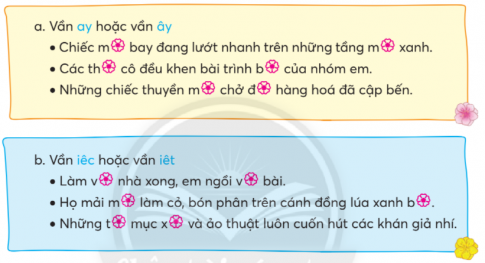 a. Vần ay hoặc vần ây
• Chiếc m bay đang lướt nhanh trên những tầng m xanh.
• Các th cô đều khen bài trình b của nhóm em.
• Những chiếc thuyền m chở đ hàng hoá đã cập bến.
b. Vần iêc hoặc vần iêt
• Làm v nhà xong, em ngồi v bài.
• Họ mải m làm cỏ, bón phân trên cánh đồng lúa xanh b.
• Những t mục x và ảo thuật luôn cuốn hút các khán giả nhí.